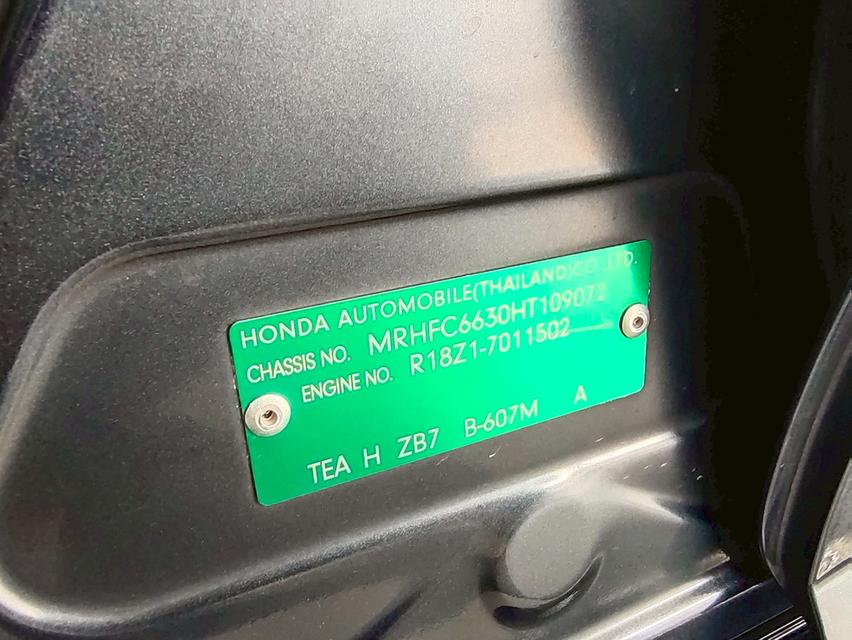 HONDA AUTOMOBILE(THAILAND)CO.,LTD.
CHASSIS NO. MRHFC6630HT109072
ENGINE NO. R18Z1-7011502
TEA H ZB7 B-607M A